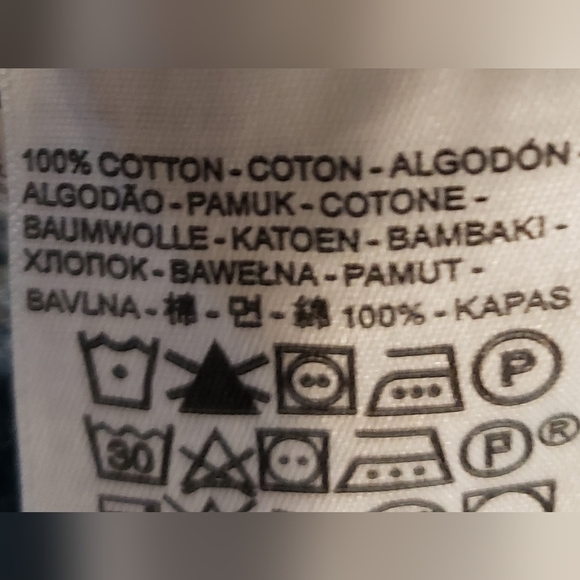 100% COTTON - COTON - ALGODÓN -
ALGODÃO - PAMUK - COTONE -
BAUMWOLLE - KATOEN - BAMBAKI -
ХЛОПОК - BAWEŁNA - PAMUT -
BAVLNA - 棉 - 면 - 綿 100% - KAPAS
P
30 P ®